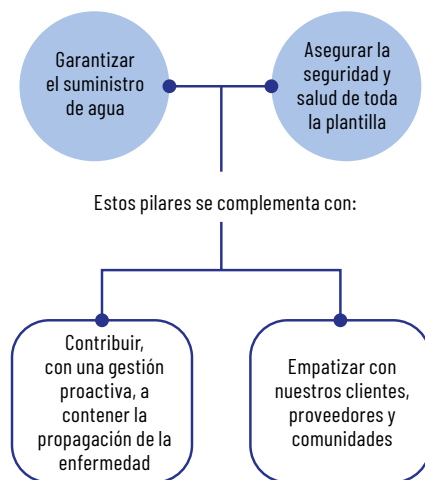 Garantizar
el suministro
de agua
Asegurar la
seguridad y
salud de toda
la plantilla
Estos pilares se complementa con:
Contribuir,
con una gestión
proactiva, a
contener la
propagación de la
enfermedad
Empatizar con
nuestros clientes,
proveedores y
comunidades